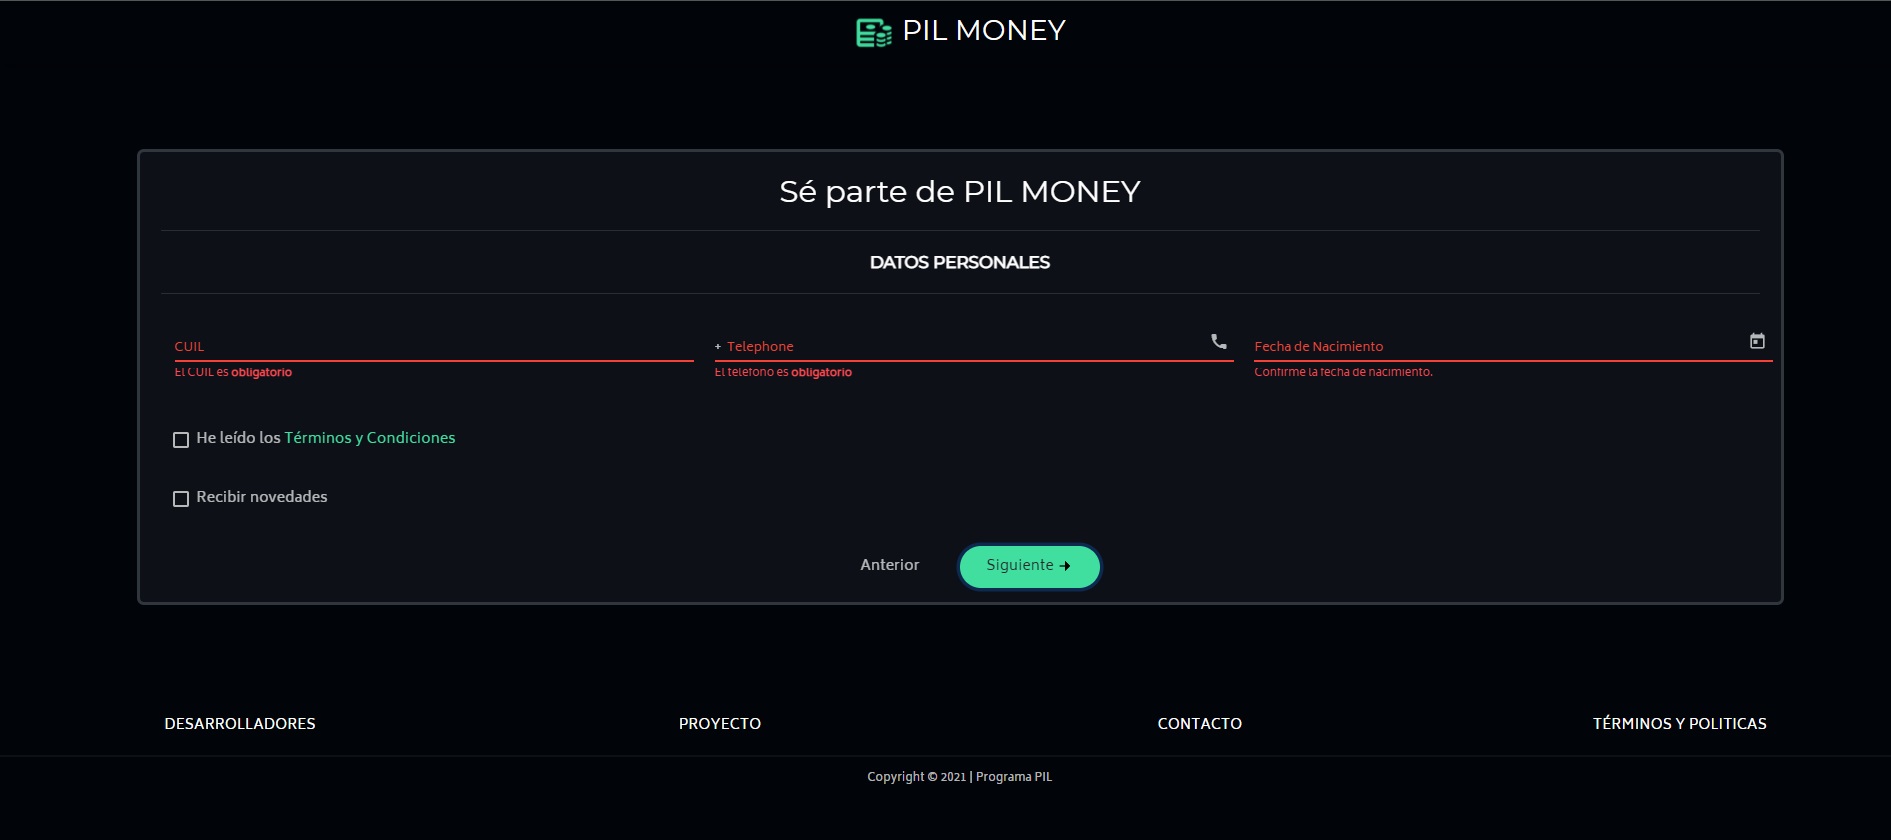 PIL MONEY
Sé parte de PIL MONEY
DATOS PERSONALES
CUIL
+ Telephone
Fecha de Nacimiento
El CUIL es obligatorio
El teléfono es obligatorio
Confirme la fecha de nacimiento.
He leído los Términos y Condiciones
Recibir novedades
Anterior
Siguiente →
DESARROLLADORES
PROYECTO
CONTACTO
TÉRMINOS Y POLITICAS
Copyright © 2021 | Programa PIL